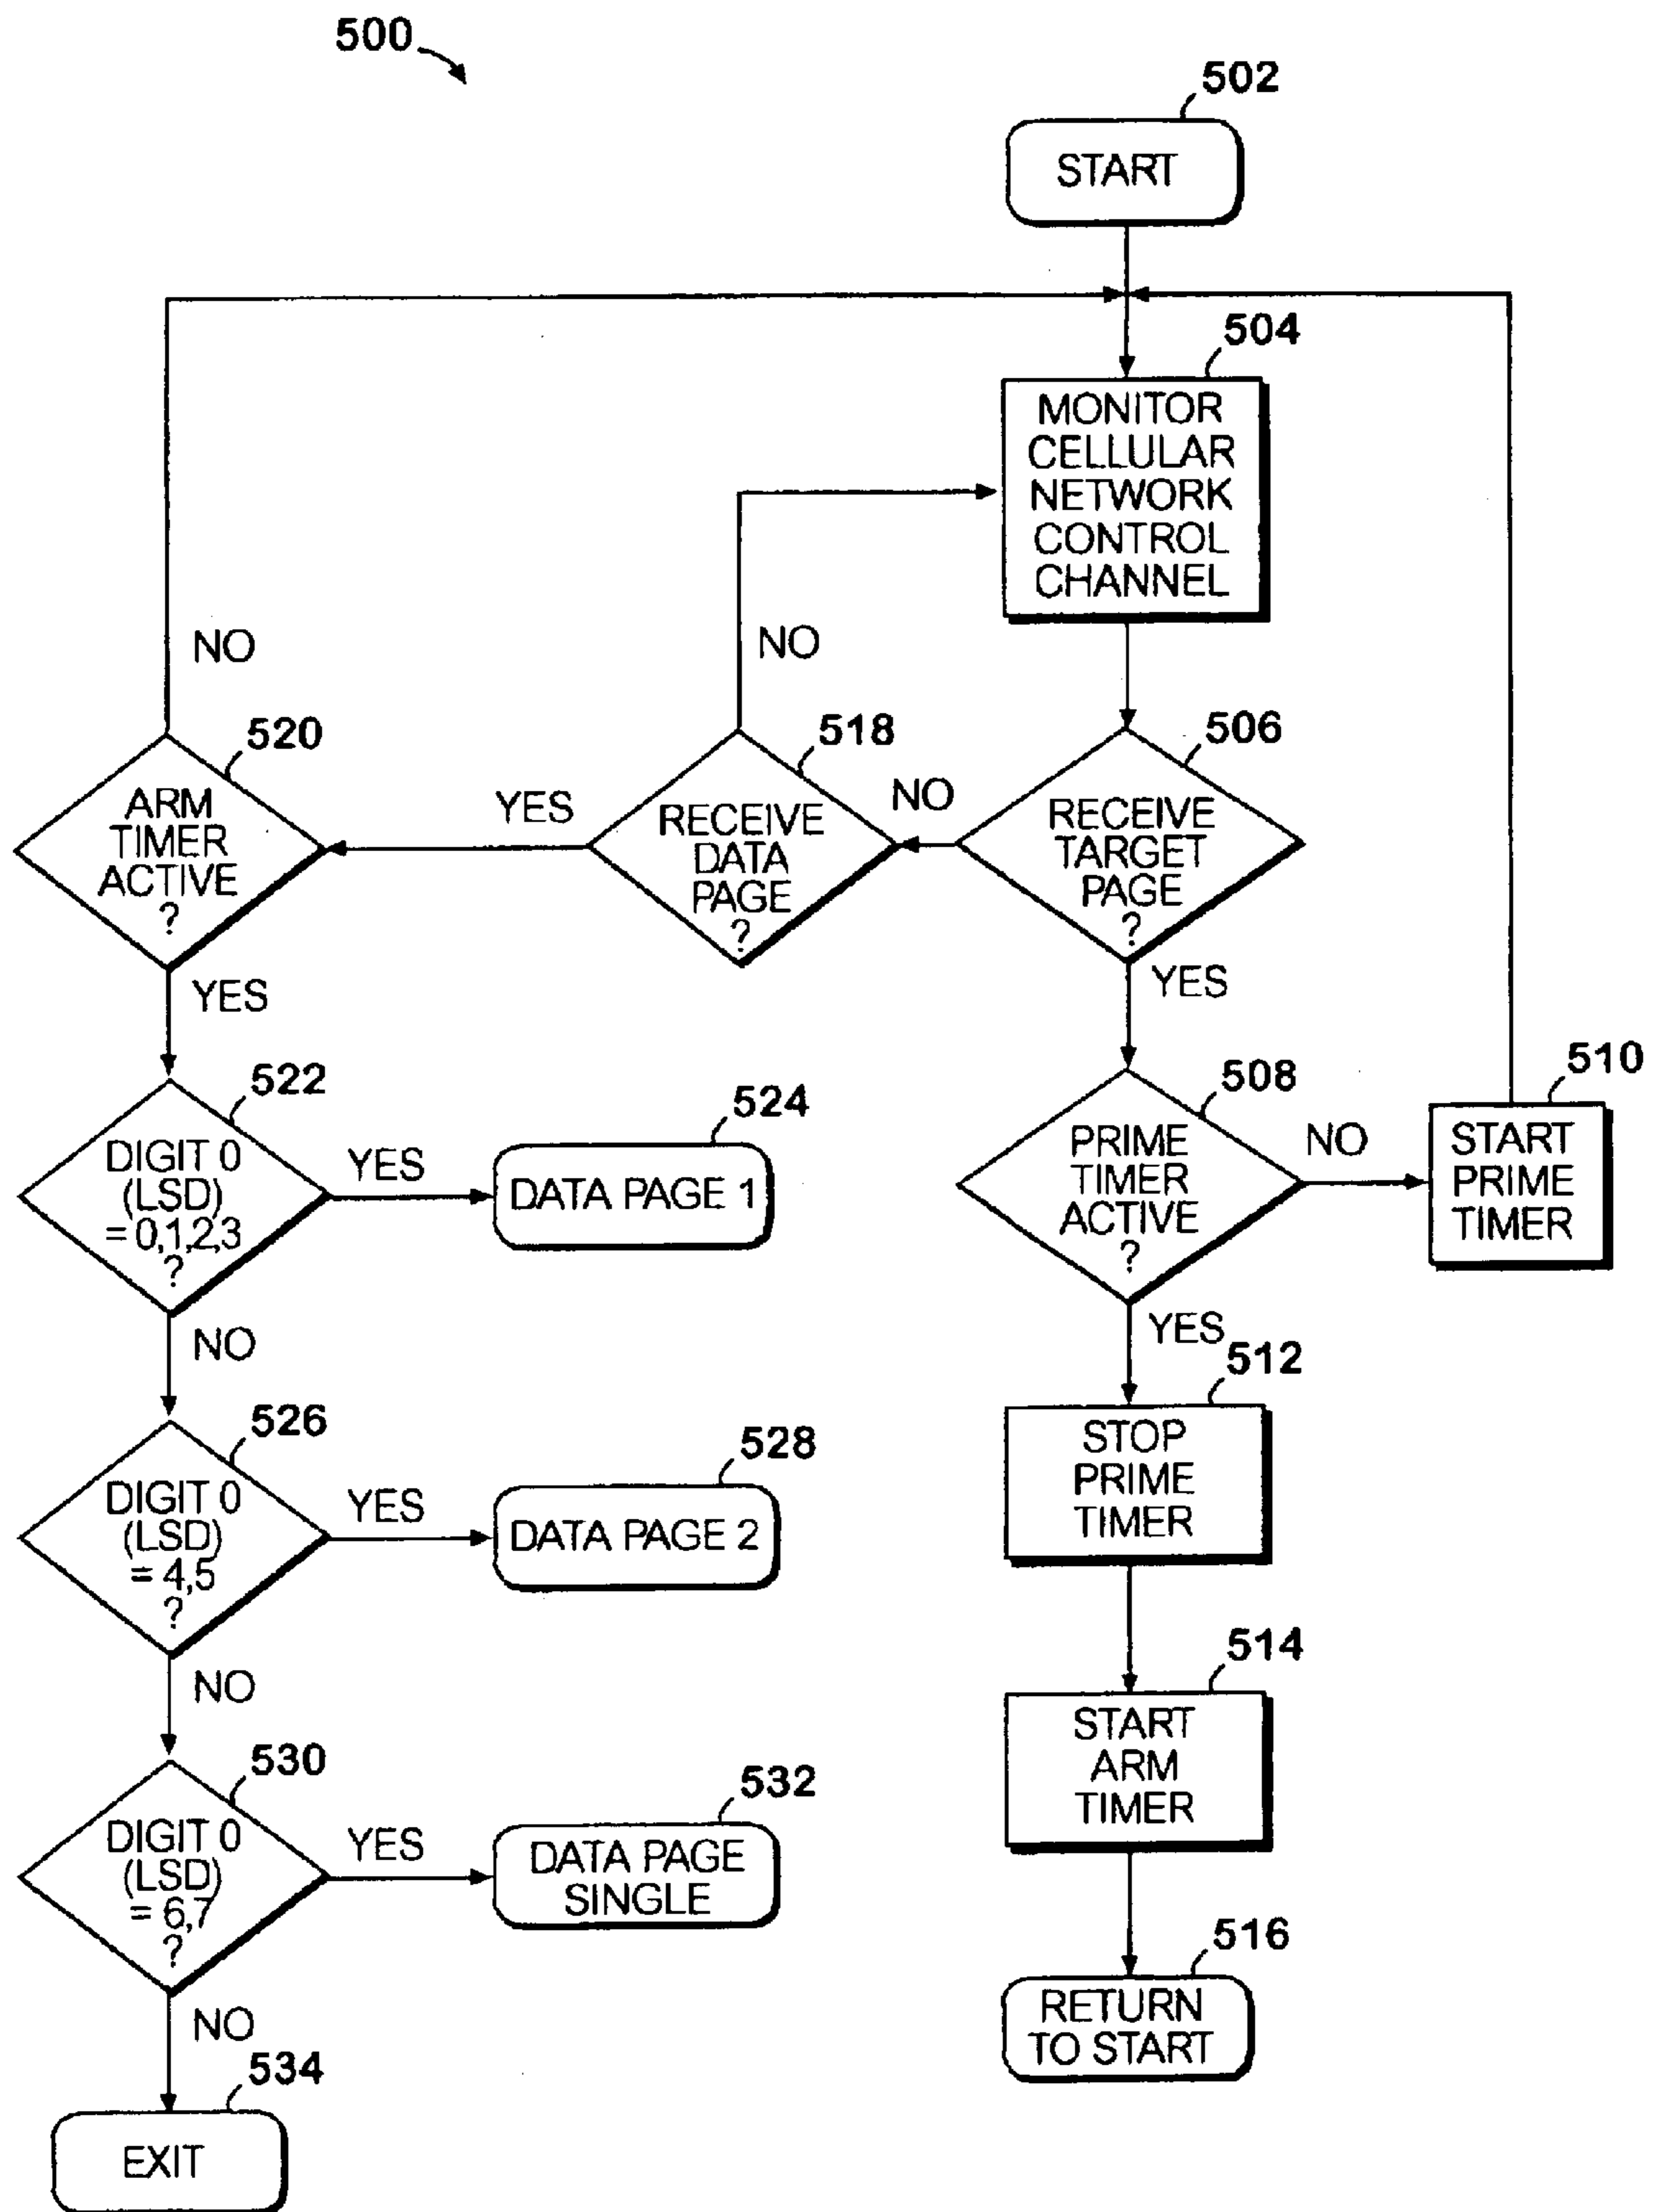 500
502
START
504
MONITOR
CELLULAR
NETWORK
CONTROL
CHANNEL
NO
NO
520
ARM
TIMER
ACTIVE
?
YES
518
RECEIVE
DATA
PAGE
?
NO
506
RECEIVE
TARGET
PAGE
?
YES
YES
522
DIGIT 0
(LSD)
= 0,1,2,3
?
YES
524
DATA PAGE 1
508
PRIME
TIMER
ACTIVE
?
NO
510
START
PRIME
TIMER
NO
YES
526
DIGIT 0
(LSD)
= 4,5
?
YES
528
DATA PAGE 2
512
STOP
PRIME
TIMER
NO
514
START
ARM
TIMER
530
DIGIT 0
(LSD)
= 6,7
?
YES
532
DATA PAGE
SINGLE
NO
516
RETURN
TO START
534
EXIT